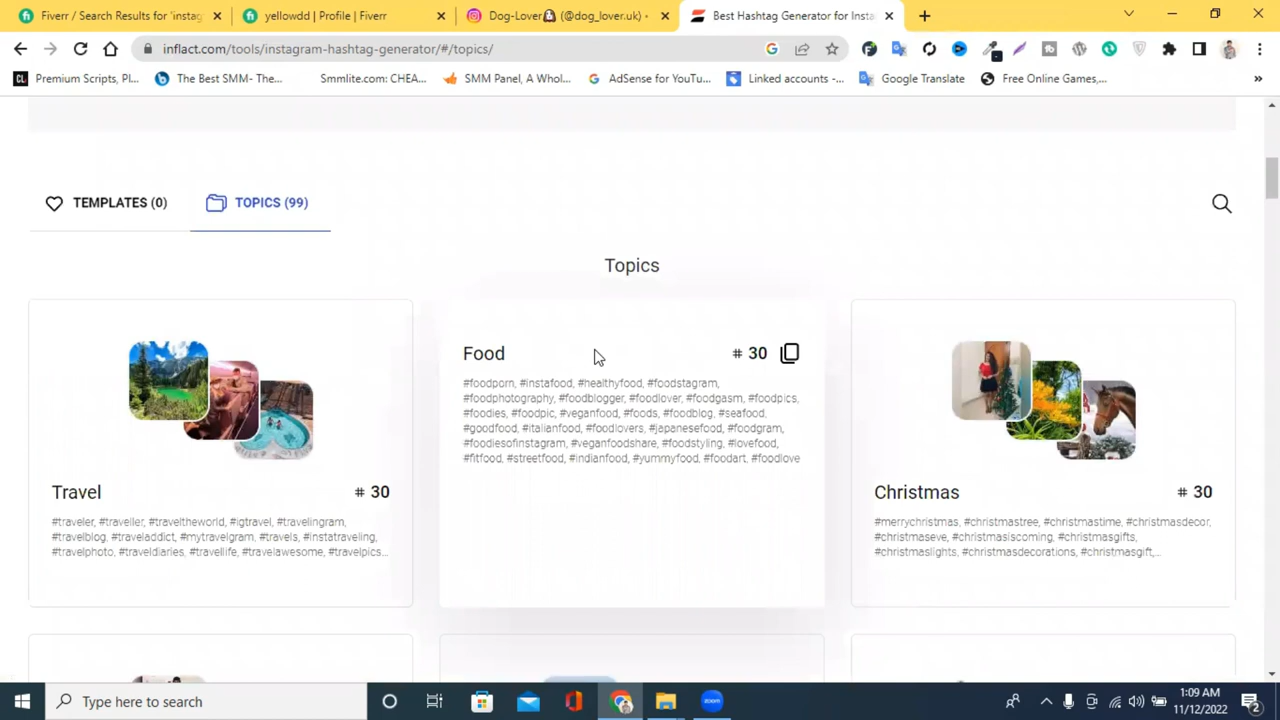 Fiverr / Search Results for 'instag
yellowdd | Profile | Fiverr
Dog-Lover (@dog_lover.uk) •
Best Hashtag Generator for Insta
inflact.com/tools/instagram-hashtag-generator/#/topics/
Premium Scripts, Pl...
The Best SMM- The...
Smmlite.com: CHEA...
SMM Panel, A Whol...
AdSense for YouTu...
Linked accounts -...
Google Translate
Free Online Games,...
»
TEMPLATES (0)
TOPICS (99)
Topics
Travel
# 30
#traveler, #traveller, #traveltheworld, #igtravel, #travelingram,
#travelblog, #traveladdict, #mytravelgram, #travels, #instatraveling,
#travelphoto, #traveldiaries, #travellife, #travelawesome, #travelpics...
Food
# 30
#foodporn, #instafood, #healthyfood, #foodstagram,
#foodphotography, #foodblogger, #foodlover, #foodgasm, #foodpics,
#foodies, #foodpic, #veganfood, #foods, #foodblog, #seafood,
#goodfood, #italianfood, #foodlovers, #japanesefood, #foodgram,
#foodiesofinstagram, #veganfoodshare, #foodstyling, #lovefood,
#fitfood, #streetfood, #indianfood, #yummyfood, #foodart, #foodlove
Christmas
# 30
#merrychristmas, #christmastree, #christmastime, #christmasdecor,
#christmaseve, #christmasiscoming, #christmasgifts,
#christmaslights, #christmasdecorations, #christmasgift,...
Type here to search
zoom
1:09 AM
11/12/2022
2